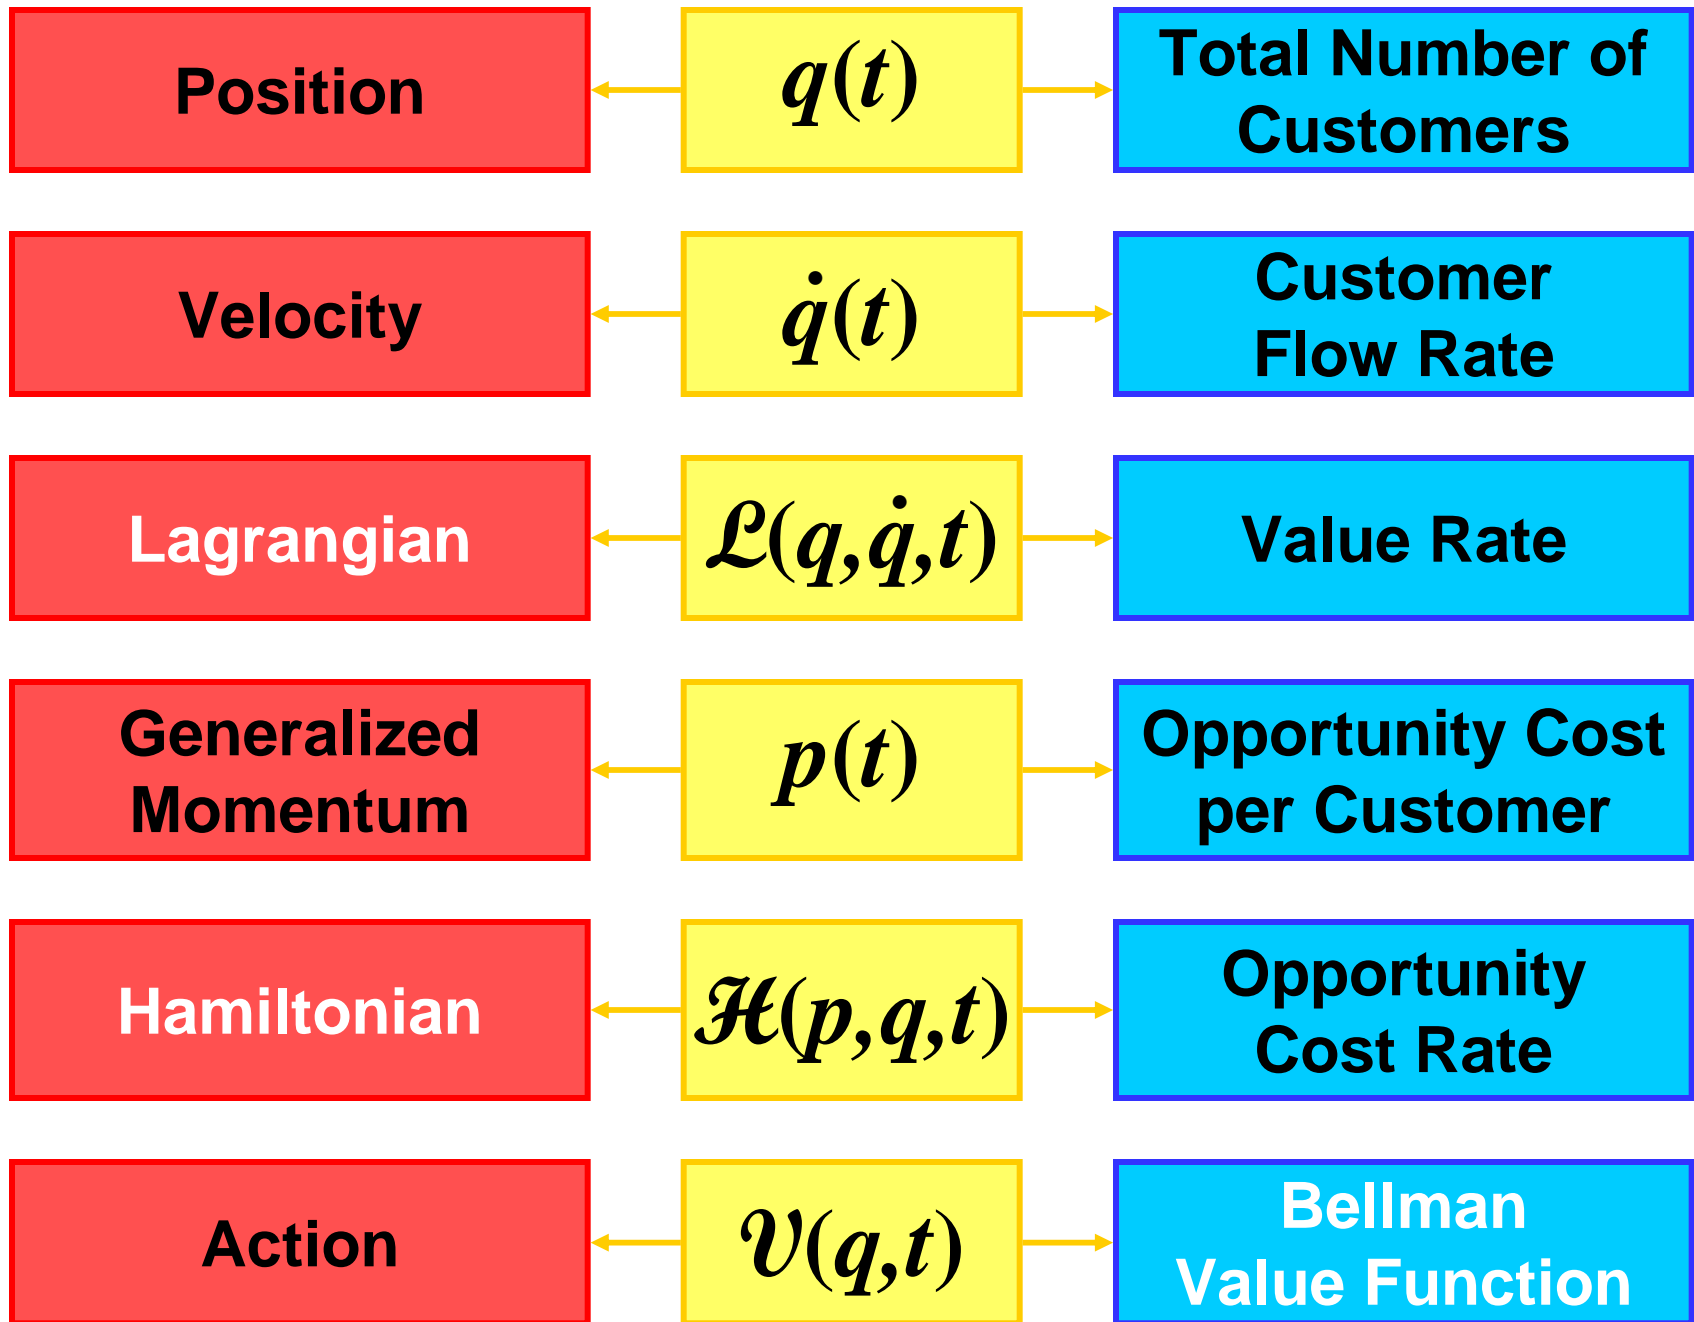 Position
q(t)
Total Number of
Customers
Velocity
q̇(t)
Customer
Flow Rate
Lagrangian
ℒ(q,q̇,t)
Value Rate
Generalized
Momentum
p(t)
Opportunity Cost
per Customer
Hamiltonian
ℋ(p,q,t)
Opportunity
Cost Rate
Action
𝒱(q,t)
Bellman
Value Function